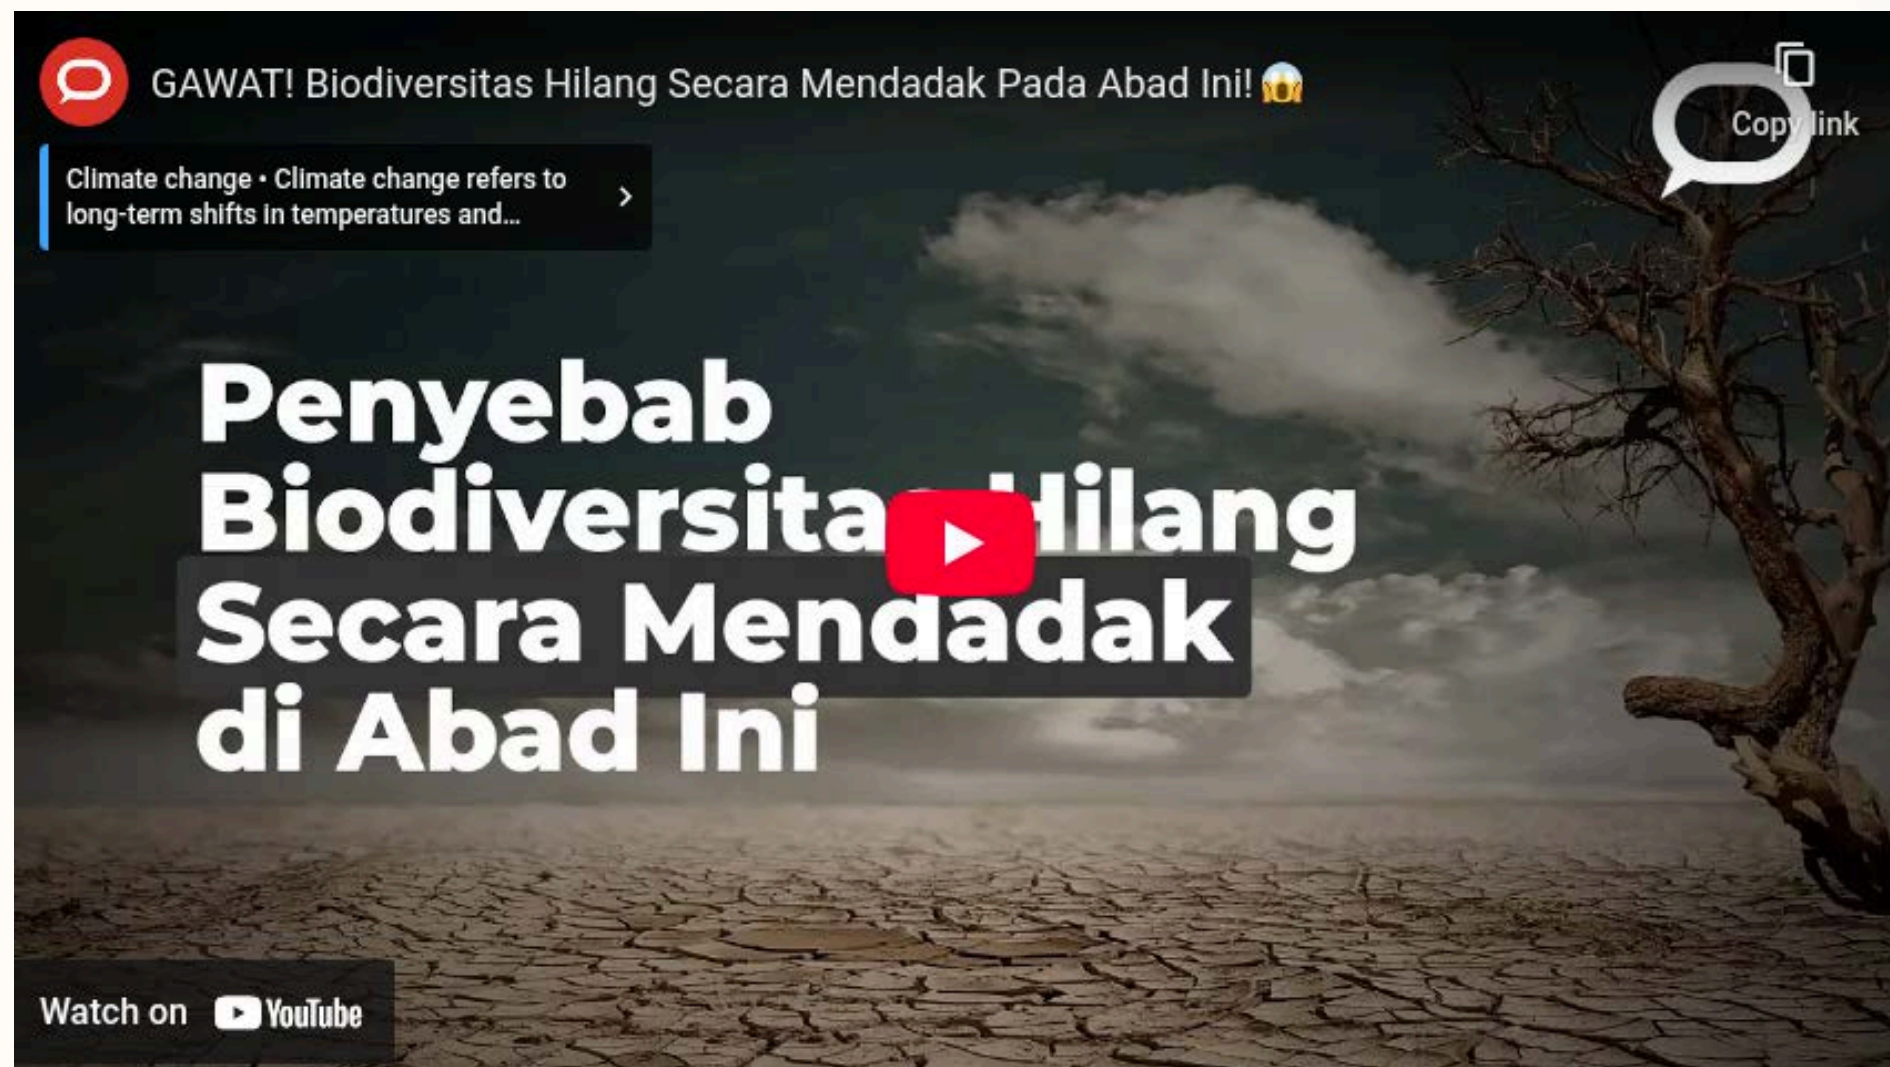 GAWAT! Biodiversitas Hilang Secara Mendadak Pada Abad Ini! 😱
Copy link
Climate change • Climate change refers to
long-term shifts in temperatures and...
Penyebab
Biodiversitas Hilang
Secara Mendadak
di Abad Ini
Watch on YouTube